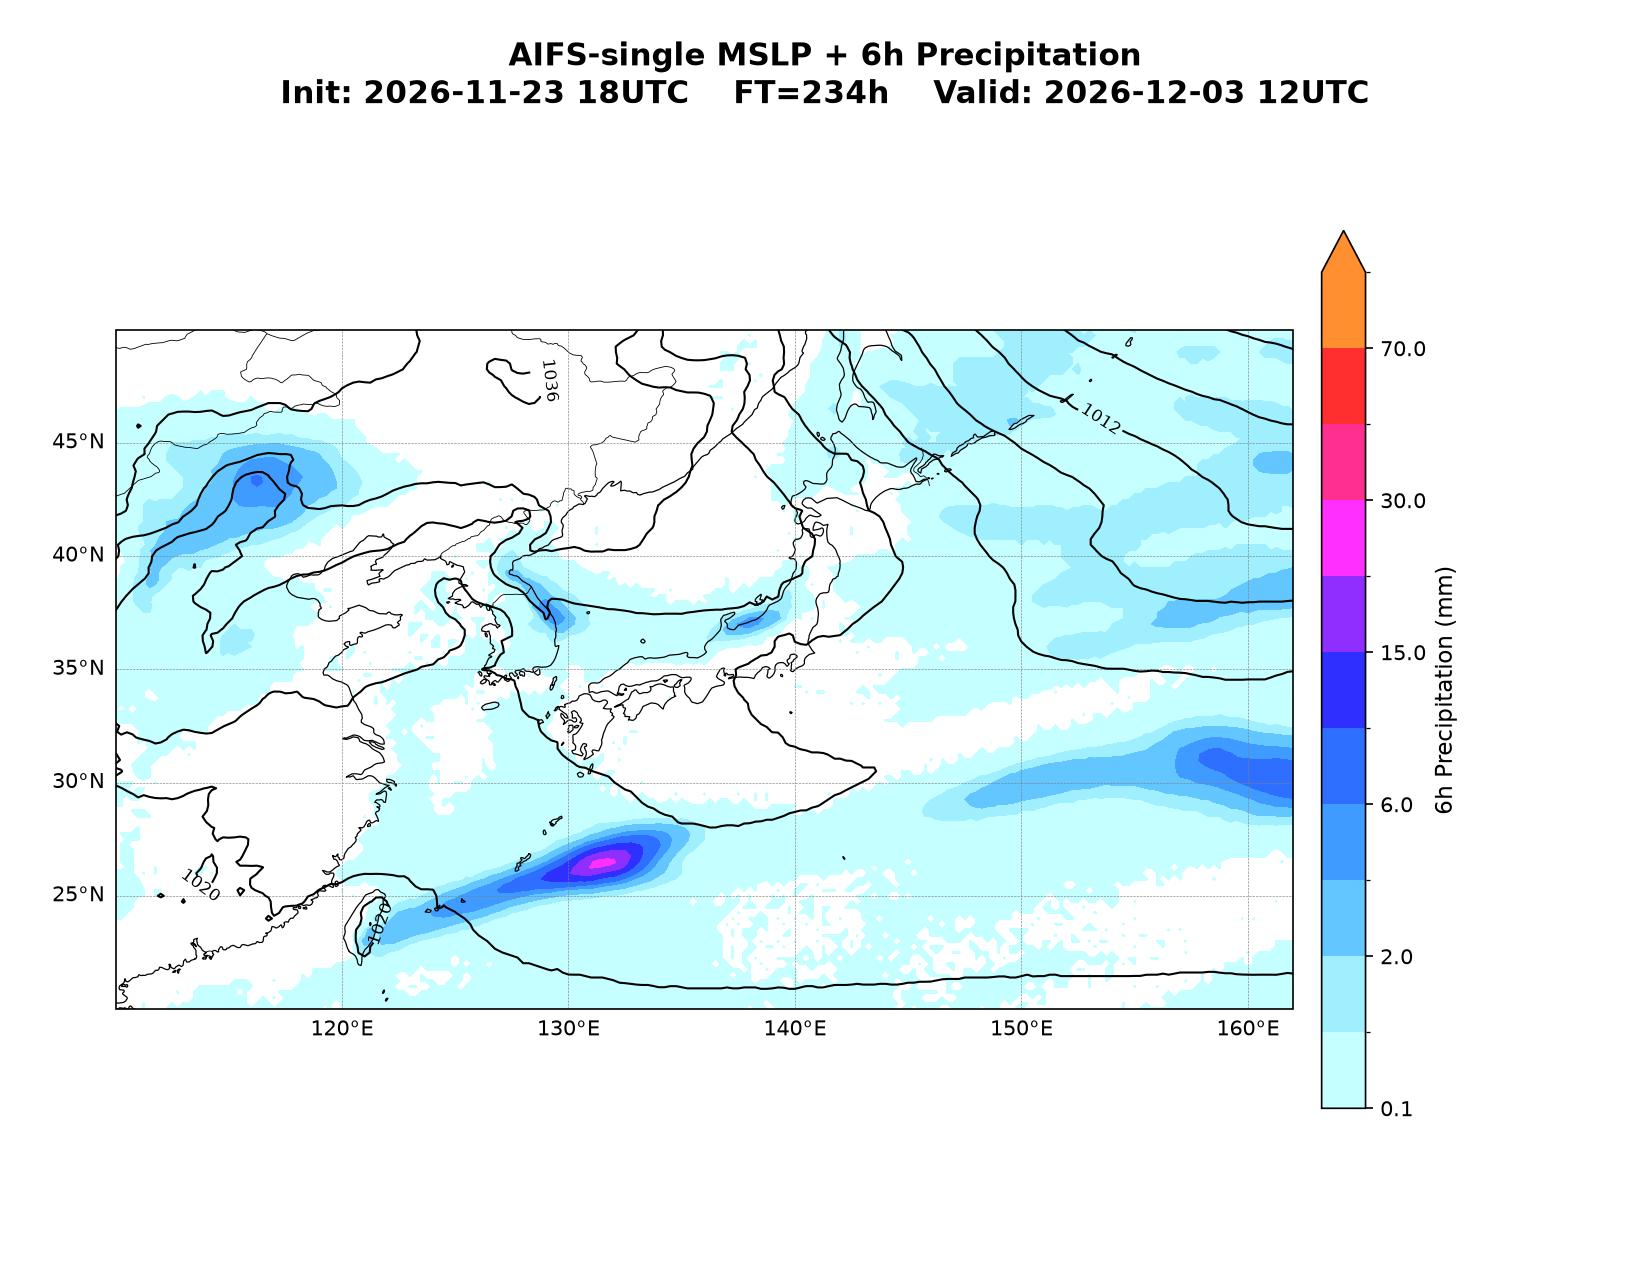 AIFS-single MSLP + 6h Precipitation
Init: 2026-11-23 18UTC    FT=234h    Valid: 2026-12-03 12UTC
1036
1012
1020
1020
45°N
40°N
35°N
30°N
25°N
120°E
130°E
140°E
150°E
160°E
70.0
30.0
15.0
6.0
2.0
0.1
6h Precipitation (mm)